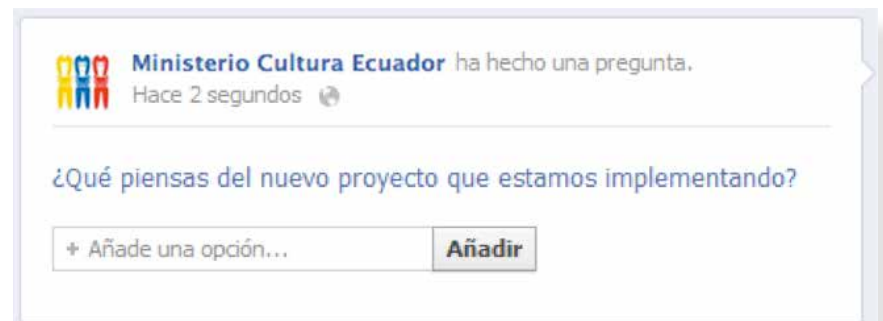 Ministerio Cultura Ecuador ha hecho una pregunta.
Hace 2 segundos
¿Qué piensas del nuevo proyecto que estamos implementando?
+ Añade una opción... Añadir